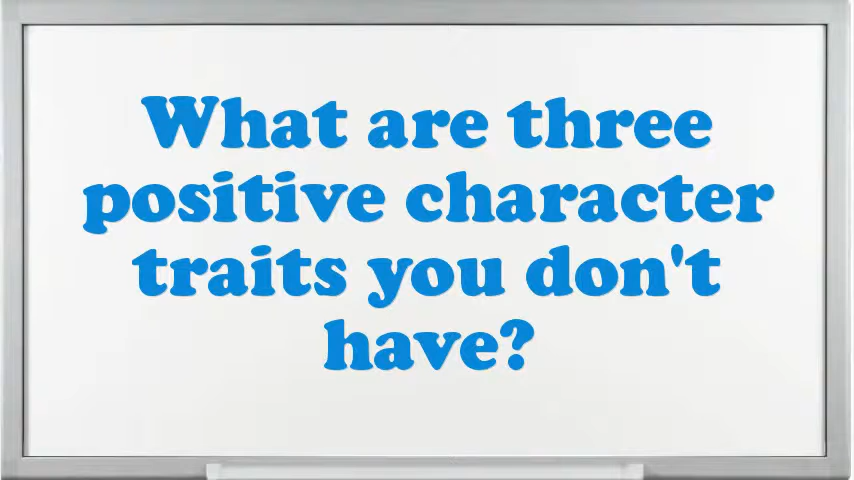 What are three
positive character
traits you don't
have?